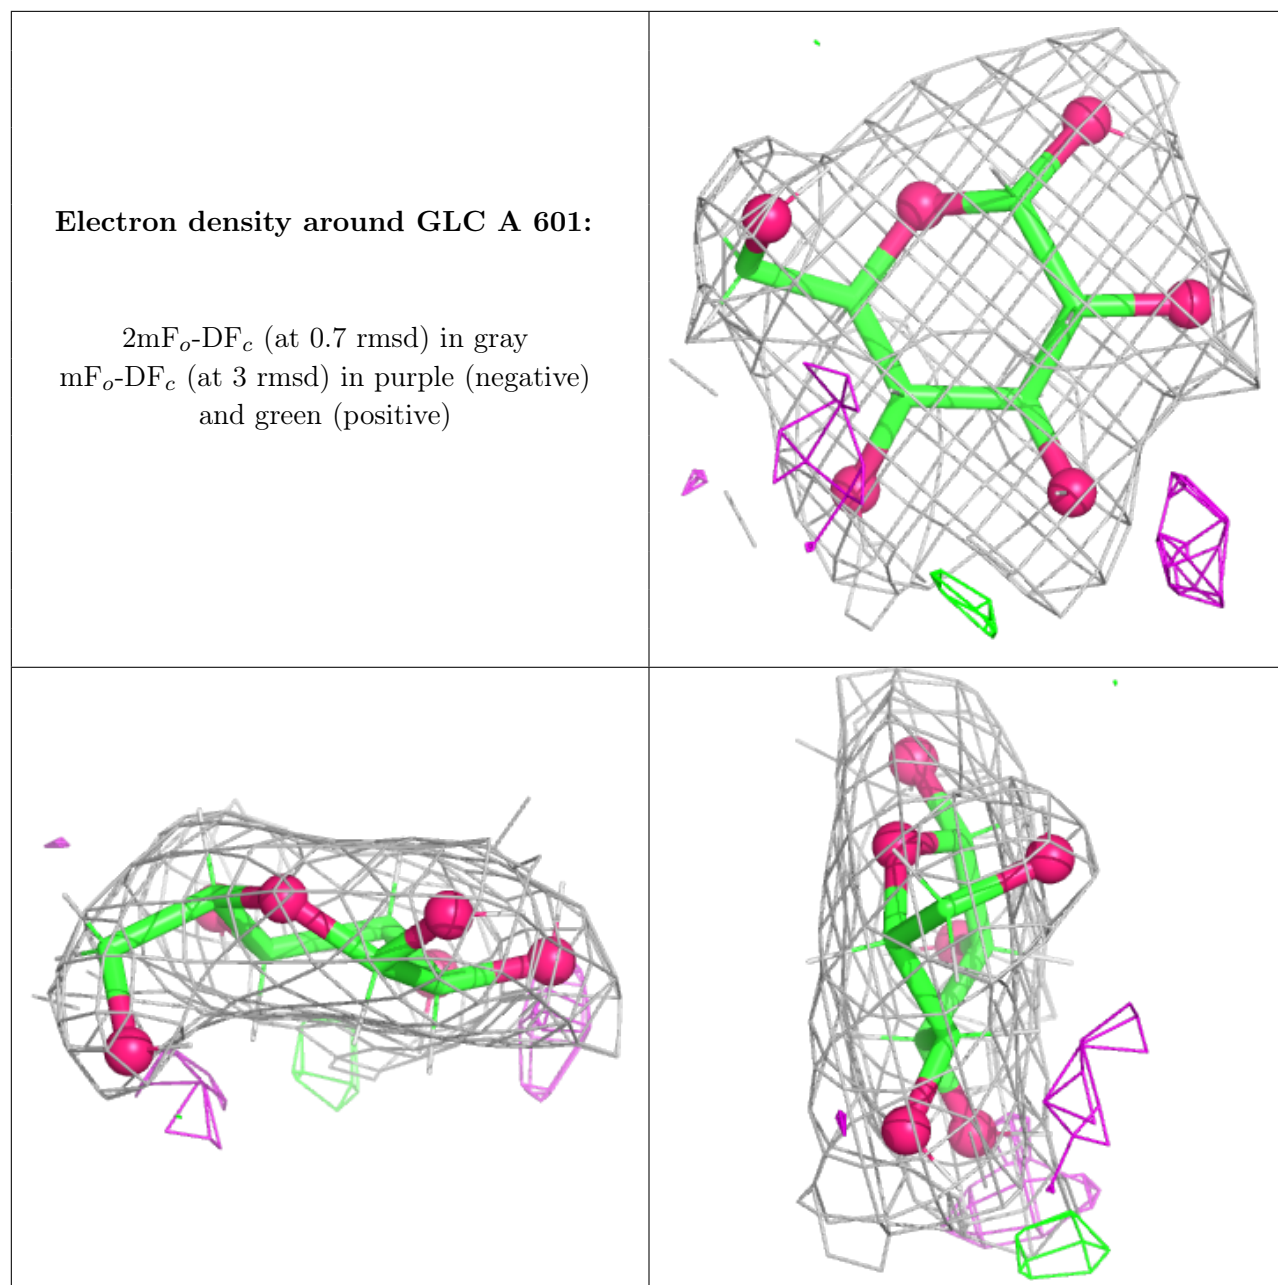 Electron density around GLC A 601:
2mFo-DFc (at 0.7 rmsd) in gray
mFo-DFc (at 3 rmsd) in purple (negative)
and green (positive)